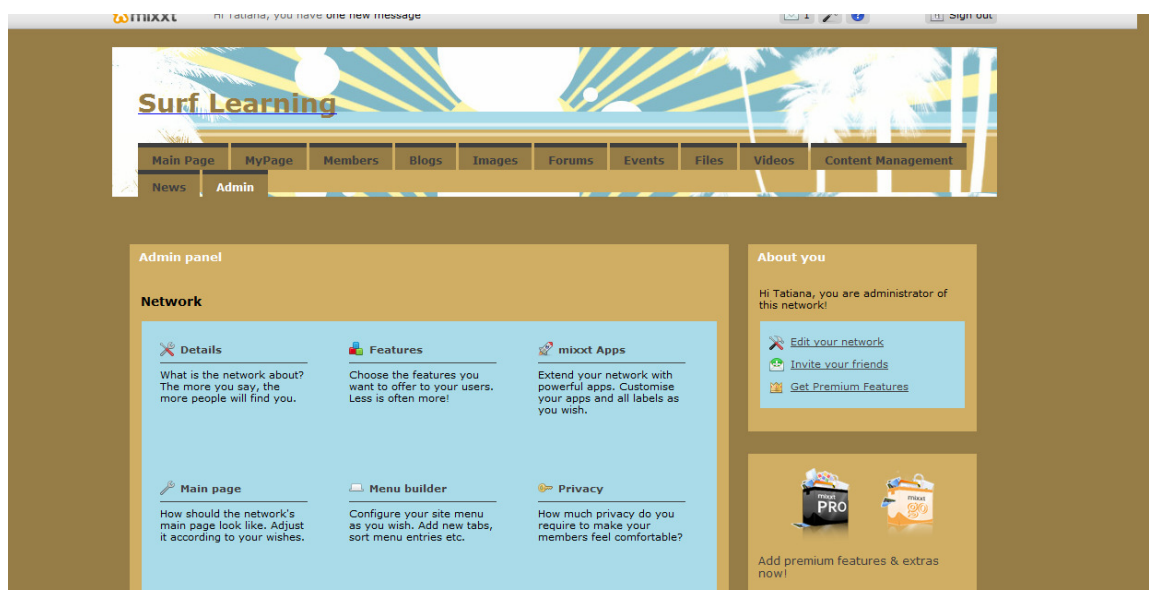 mixxt Hi Tatiana, you have one new message 1 Sign out
Surf Learning
Main Page MyPage Members Blogs Images Forums Events Files Videos Content Management
News Admin
Admin panel
Network
Details
What is the network about?
The more you say, the
more people will find you.
Features
Choose the features you
want to offer to your users.
Less is often more!
mixxt Apps
Extend your network with
powerful apps. Customise
your apps and all labels as
you wish.
Main page
How should the network's
main page look like. Adjust
it according to your wishes.
Menu builder
Configure your site menu
as you wish. Add new tabs,
sort menu entries etc.
Privacy
How much privacy do you
require to make your
members feel comfortable?
About you
Hi Tatiana, you are administrator of
this network!
Edit your network
Invite your friends
Get Premium Features
mixxt
PRO
mixxt
go
Add premium features & extras
now!